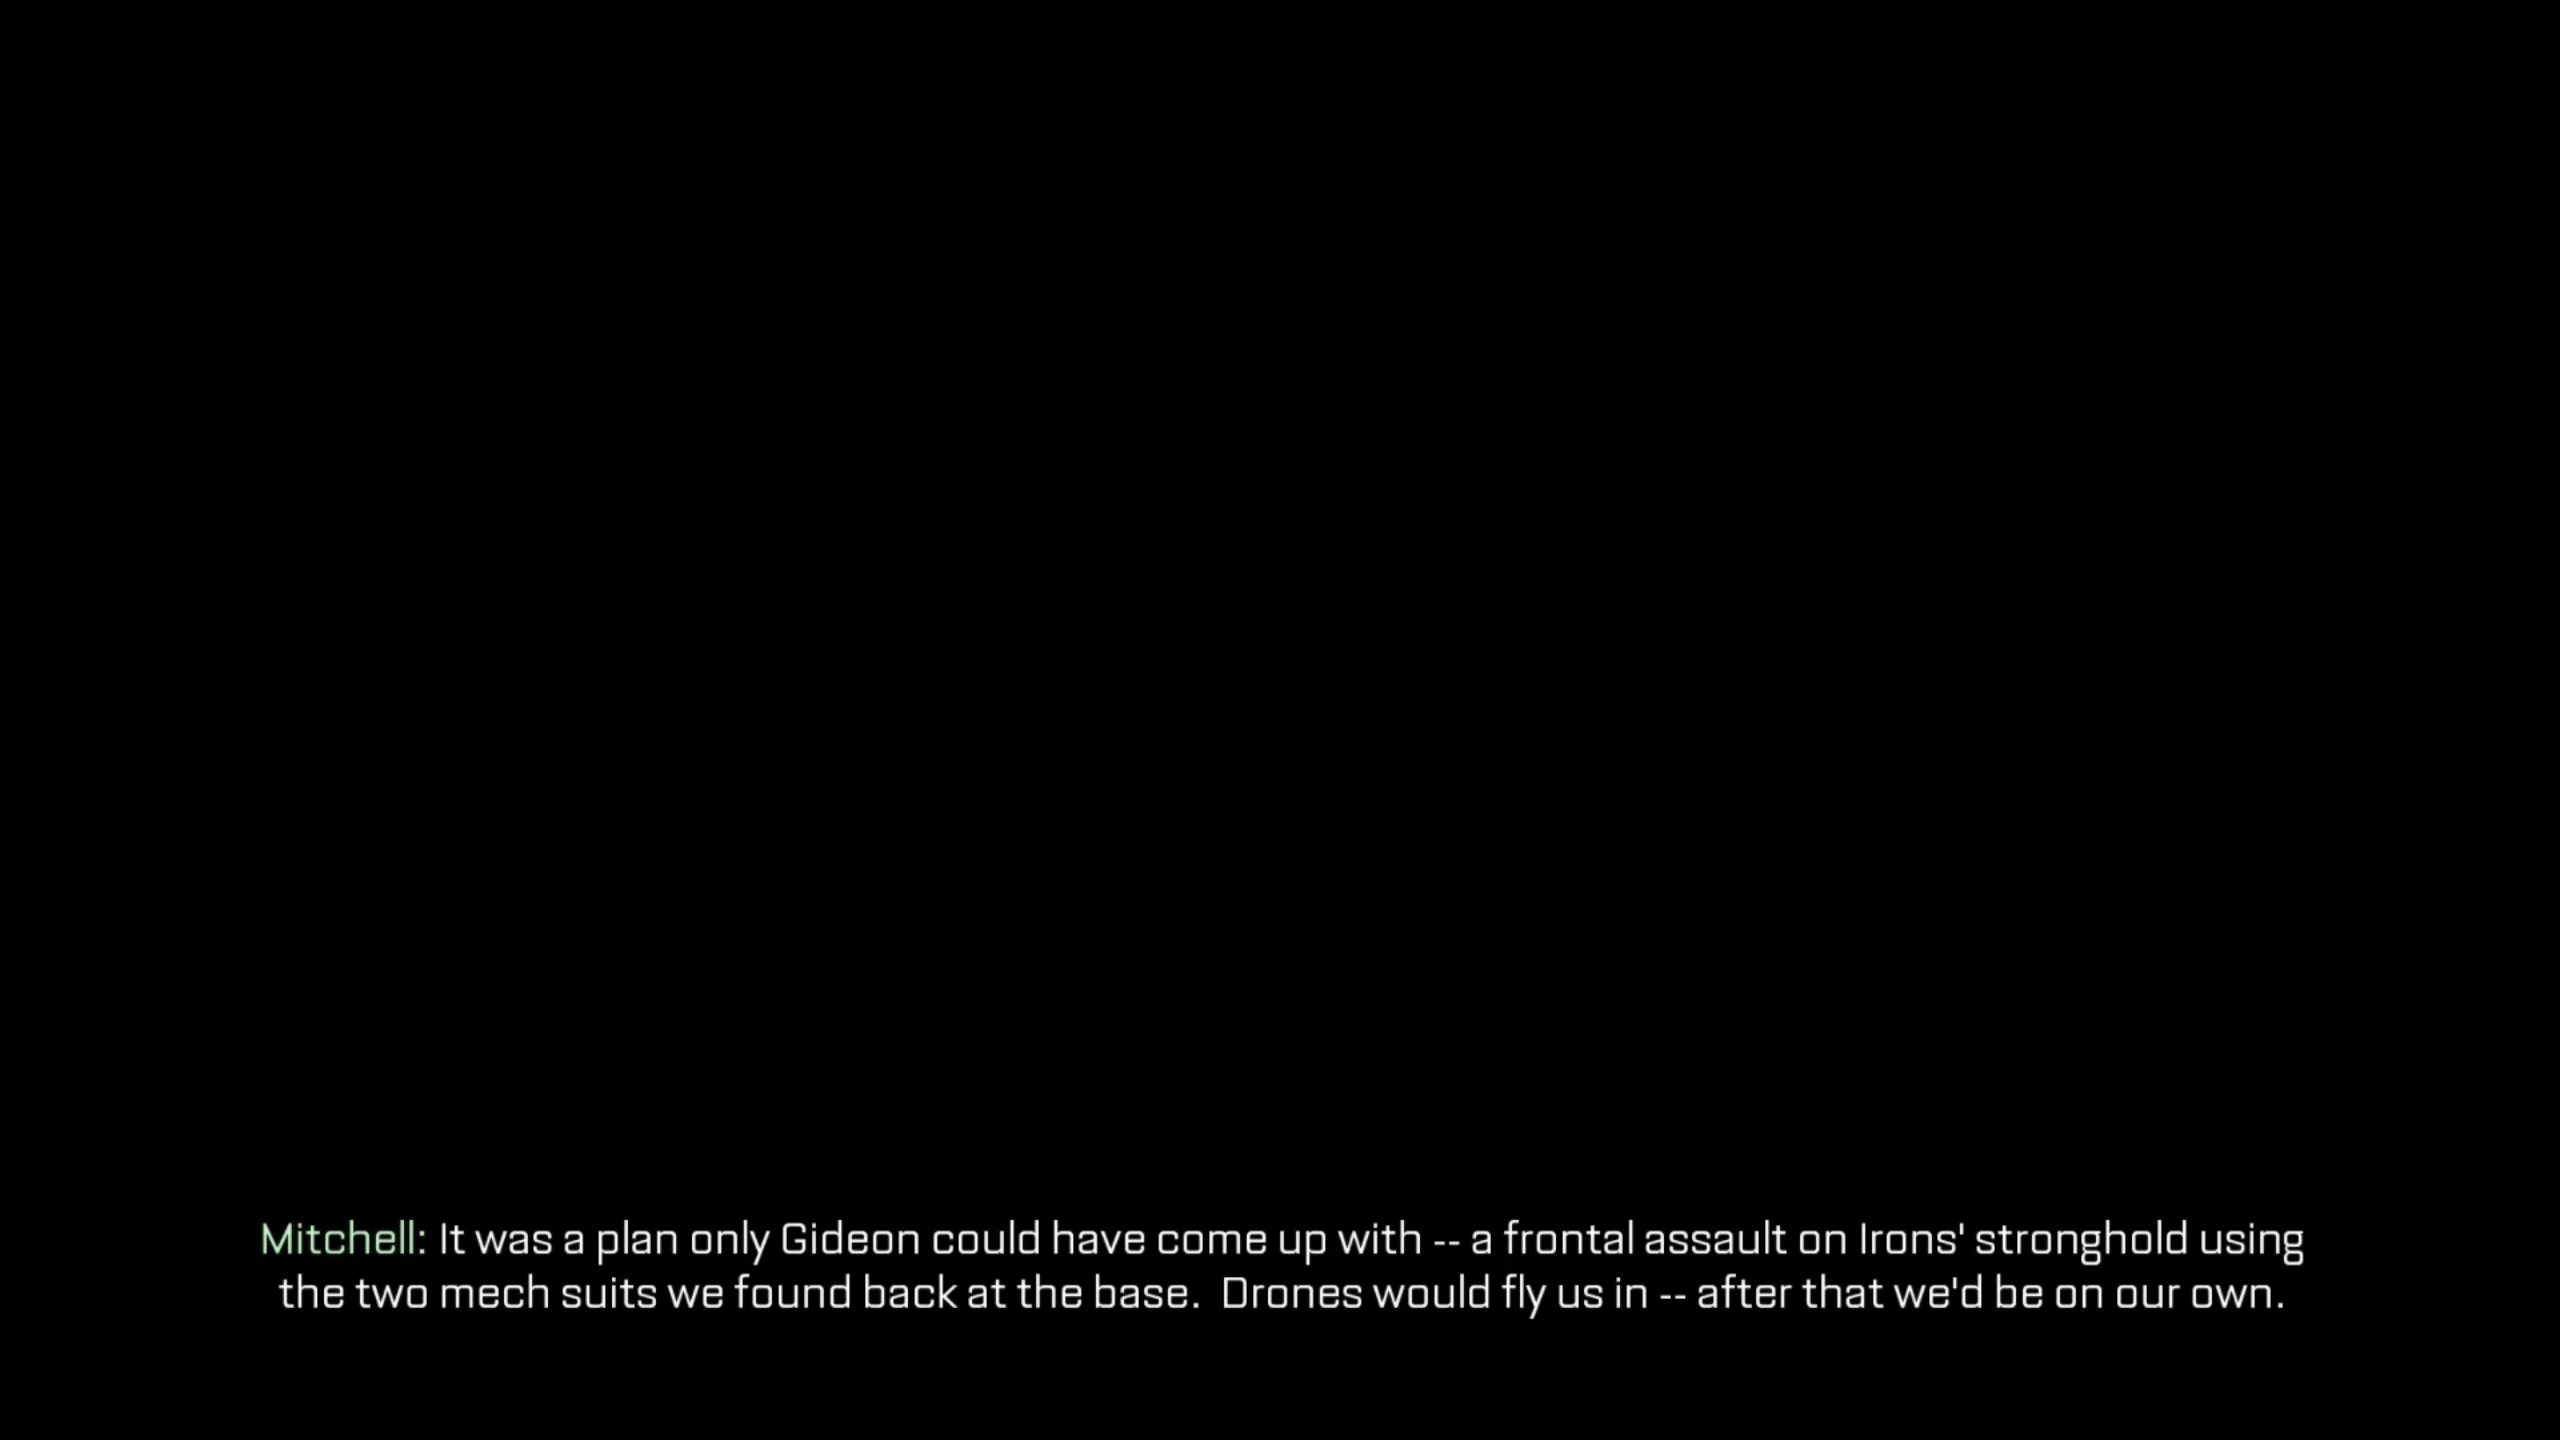 Mitchell: It was a plan only Gideon could have come up with -- a frontal assault on Irons' stronghold using
the two mech suits we found back at the base.  Drones would fly us in -- after that we'd be on our own.